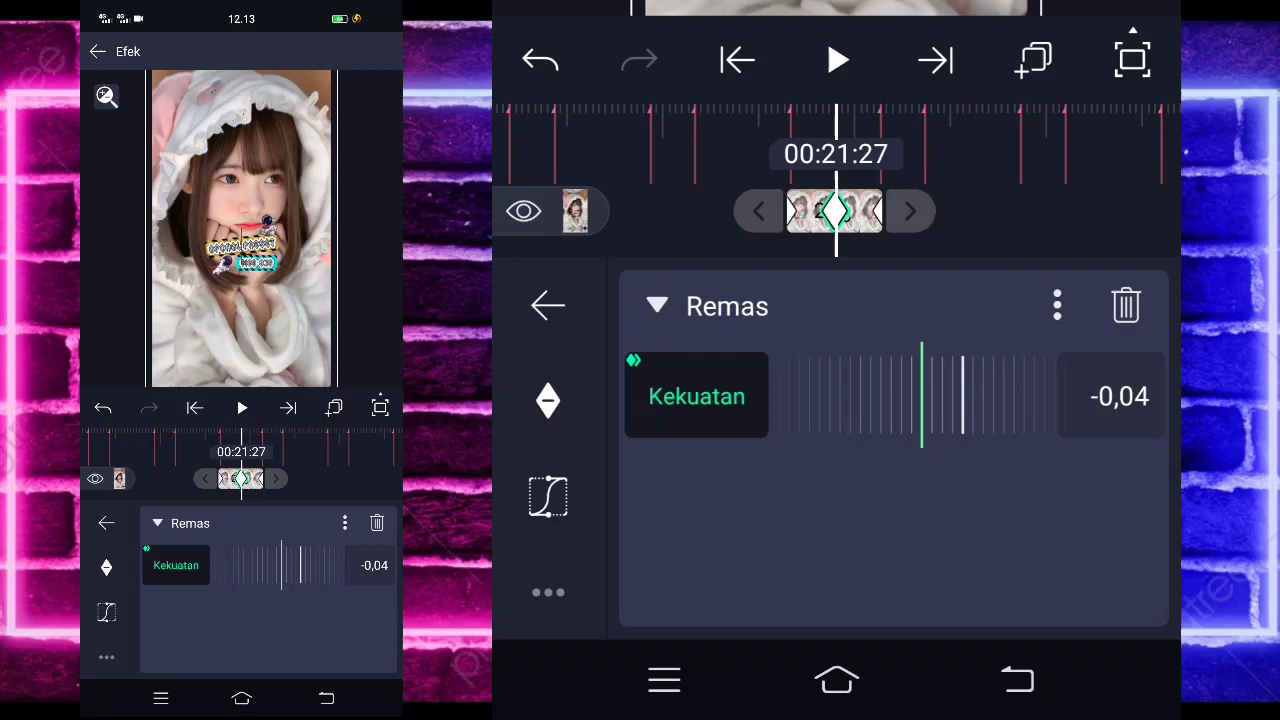 12.13
Efek
00:21:27
Remas
Kekuatan
-0,04
00:21:27
Remas
Kekuatan
-0,04